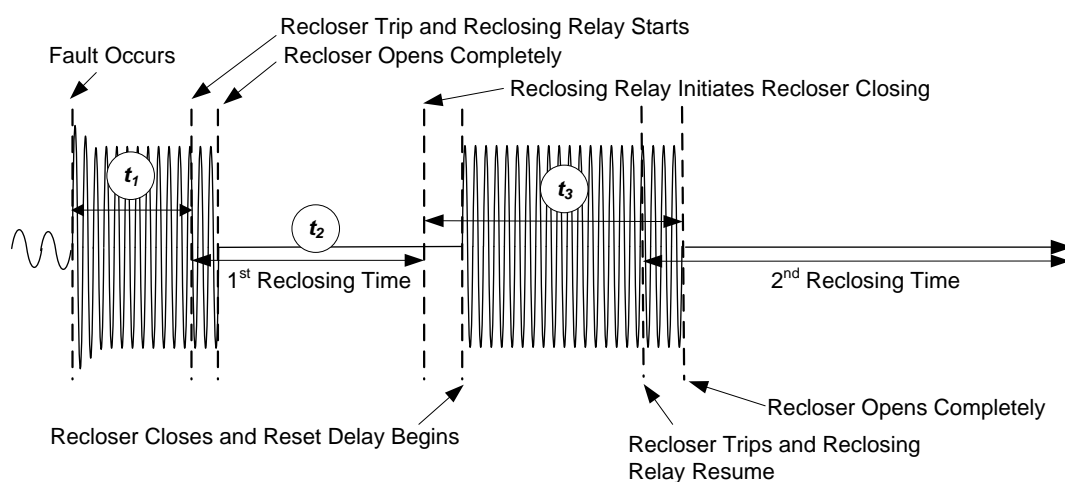 Recloser Trip and Reclosing Relay Starts
Fault Occurs
Recloser Opens Completely
Reclosing Relay Initiates Recloser Closing
t1
t3
t2
1st Reclosing Time
2nd Reclosing Time
Recloser Opens Completely
Recloser Closes and Reset Delay Begins
Recloser Trips and Reclosing
Relay Resume